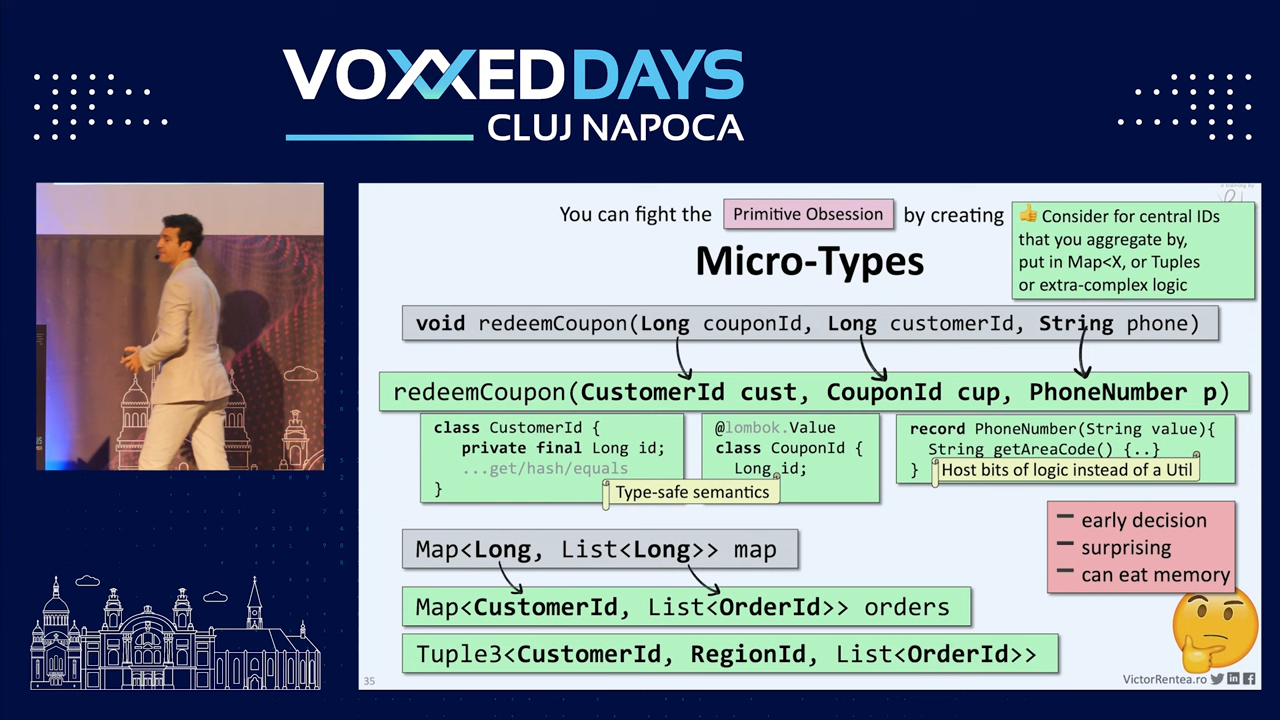 VOXXED DAYS
CLUJ NAPOCA
You can fight the Primitive Obsession by creating
Micro-Types
👍 Consider for central IDs
that you aggregate by,
put in Map<X, or Tuples
or extra-complex logic
void redeemCoupon(Long couponId, Long customerId, String phone)
redeemCoupon(CustomerId cust, CouponId cup, PhoneNumber p)
class CustomerId {
private final Long id;
...get/hash/equals
}
@lombok.Value
class CouponId {
Long id;
Type-safe semantics
record PhoneNumber(String value){
String getAreaCode() {..}
}
Host bits of logic instead of a Util
Map<Long, List<Long>> map
Map<CustomerId, List<OrderId>> orders
Tuple3<CustomerId, RegionId, List<OrderId>>
− early decision
− surprising
− can eat memory
35
VictorRentea.ro